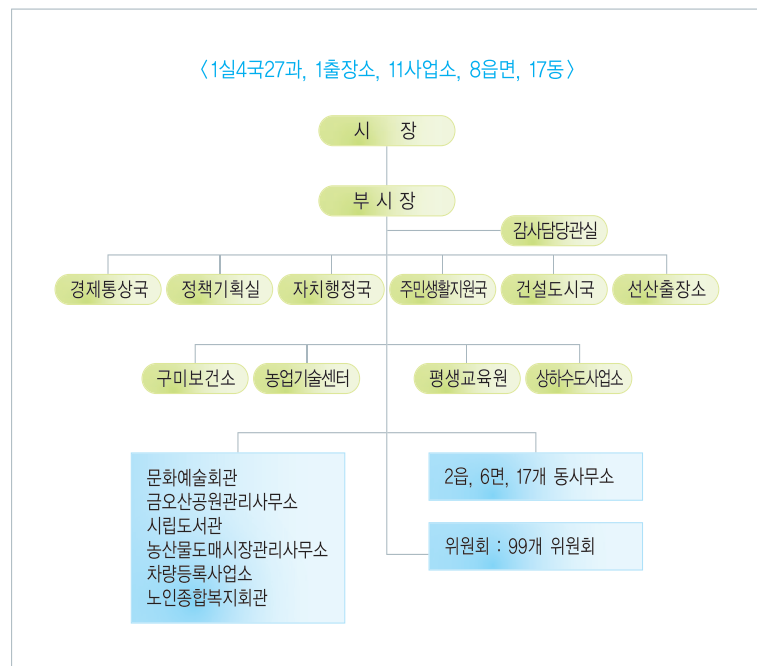 〈1실4국27과, 1출장소, 11사업소, 8읍면, 17동〉
시 장
부 시 장
감사담당관실
경제통상국
정책기획실
자치행정국
주민생활지원국
건설도시국
선산출장소
구미보건소
농업기술센터
평생교육원
상하수도사업소
문화예술회관
금오산공원관리사무소
시립도서관
농산물도매시장관리사무소
차량등록사업소
노인종합복지회관
2읍, 6면, 17개 동사무소
위원회 : 99개 위원회